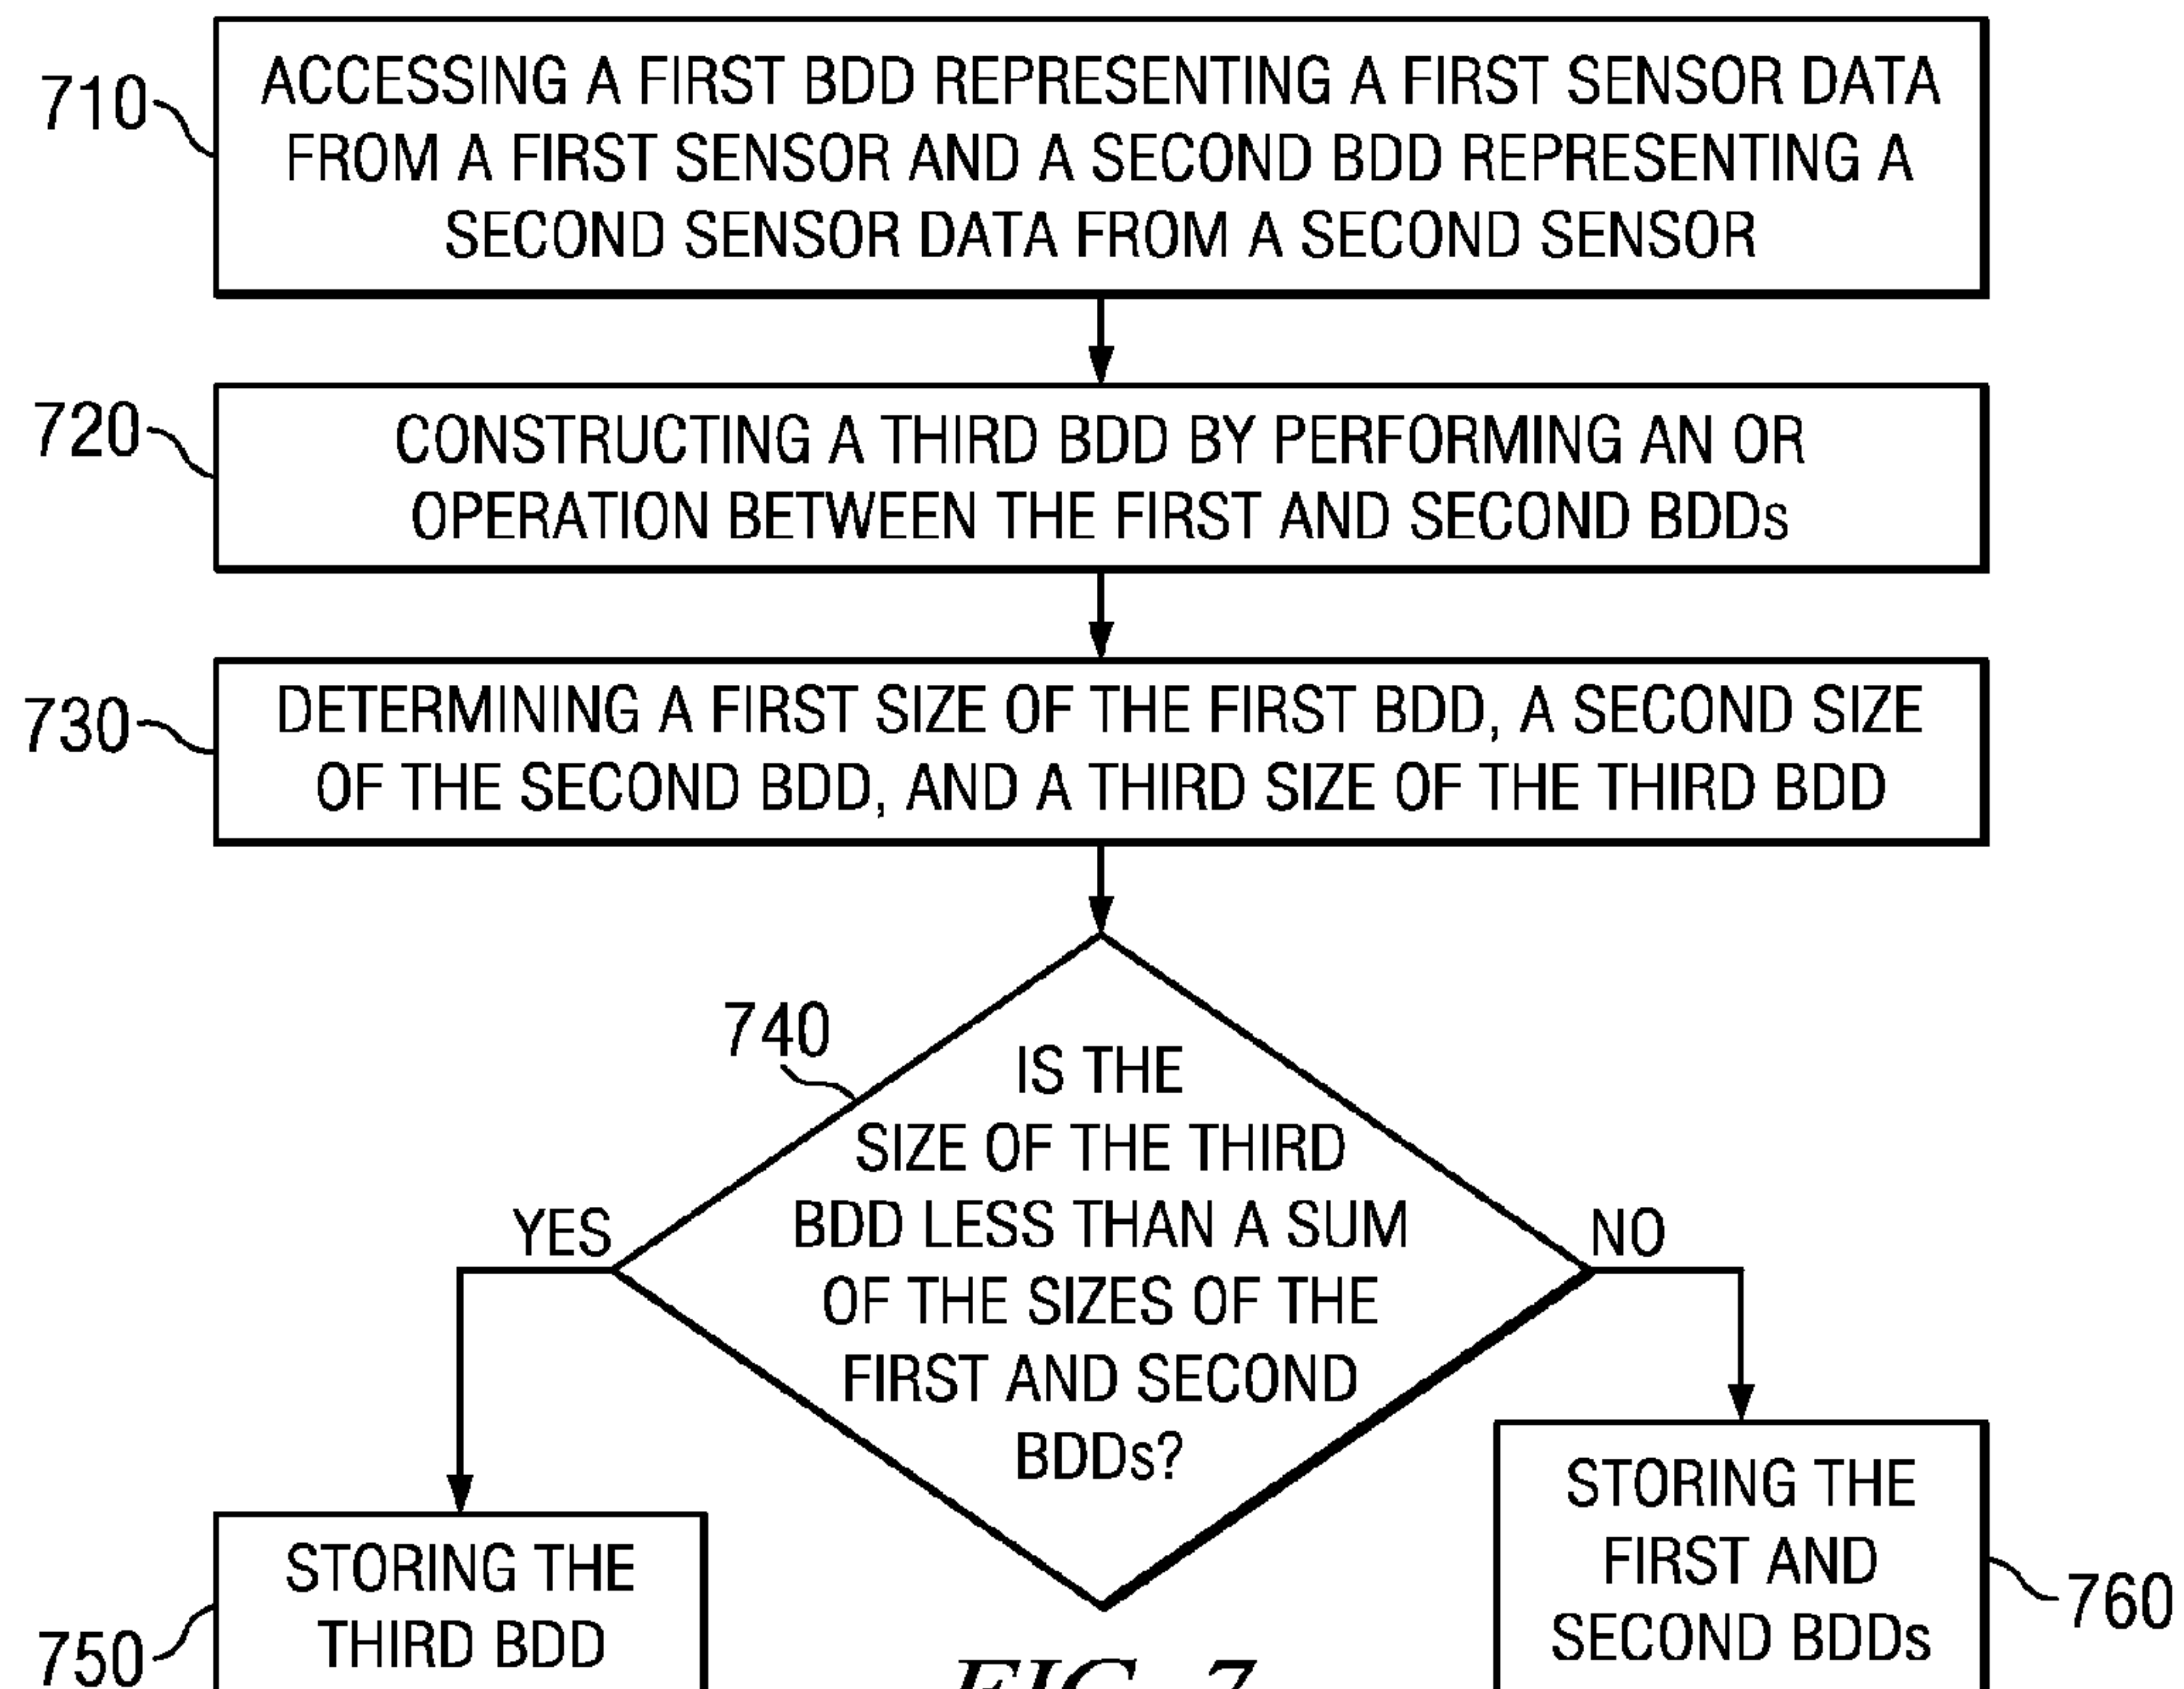 710
ACCESSING A FIRST BDD REPRESENTING A FIRST SENSOR DATA
FROM A FIRST SENSOR AND A SECOND BDD REPRESENTING A
SECOND SENSOR DATA FROM A SECOND SENSOR
720
CONSTRUCTING A THIRD BDD BY PERFORMING AN OR
OPERATION BETWEEN THE FIRST AND SECOND BDDs
730
DETERMINING A FIRST SIZE OF THE FIRST BDD, A SECOND SIZE
OF THE SECOND BDD, AND A THIRD SIZE OF THE THIRD BDD
740
IS THE
SIZE OF THE THIRD
BDD LESS THAN A SUM
OF THE SIZES OF THE
FIRST AND SECOND
BDDs?
YES
NO
STORING THE
THIRD BDD
750
STORING THE
FIRST AND
SECOND BDDs
760
FIG. 7